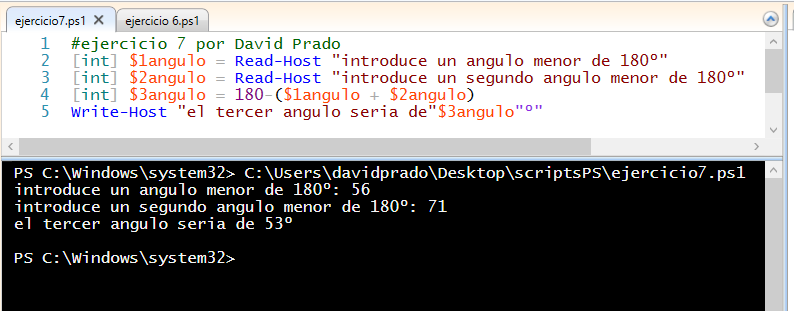 ejercicio7.ps1 X ejercicio 6.ps1
1 #ejercicio 7 por David Prado
2 [int] $1angulo = Read-Host "introduce un angulo menor de 180º"
3 [int] $2angulo = Read-Host "introduce un segundo angulo menor de 180º"
4 [int] $3angulo = 180-($1angulo + $2angulo)
5 Write-Host "el tercer angulo seria de"$3angulo"º"
PS C:\Windows\system32> C:\Users\davidprado\Desktop\scriptsPS\ejercicio7.ps1
introduce un angulo menor de 180º: 56
introduce un segundo angulo menor de 180º: 71
el tercer angulo seria de 53º
PS C:\Windows\system32>